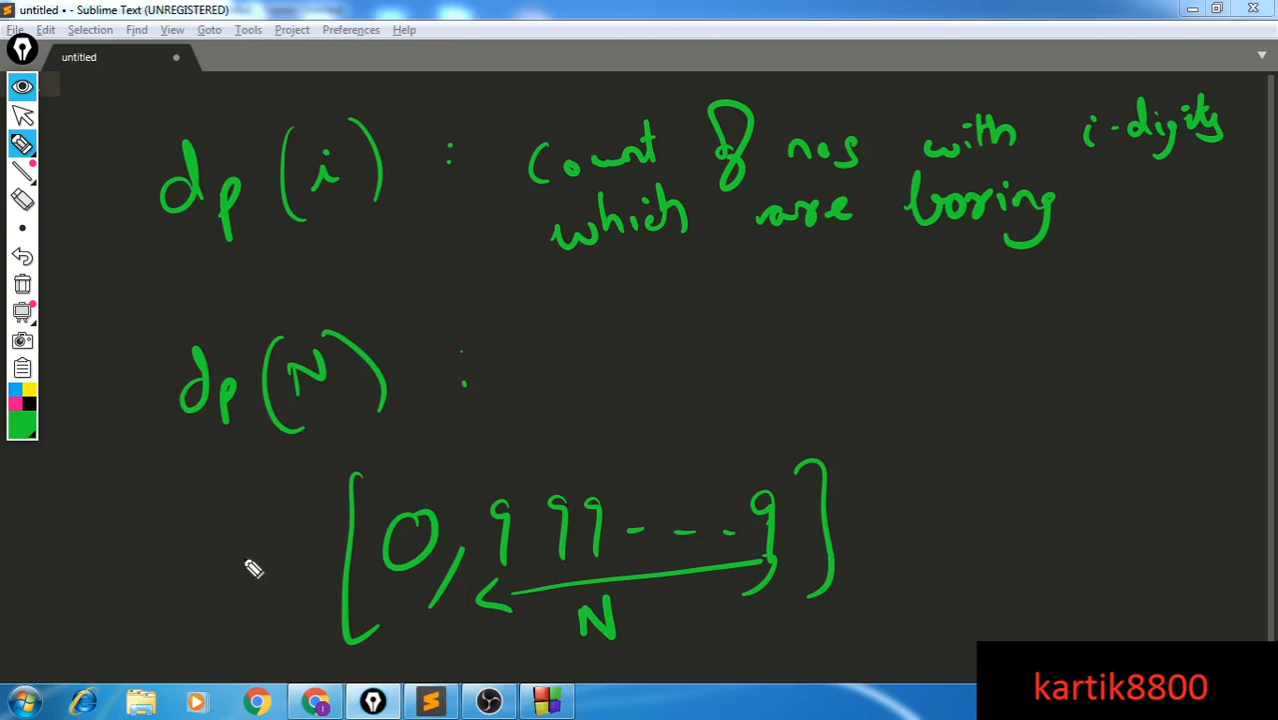 untitled • - Sublime Text (UNREGISTERED)
File Edit Selection Find View Goto Tools Project Preferences Help
untitled
dp (i) : Count of nos with i-digits
which are boring
dp (N) :
[0, 999---9]
N
kartik8800